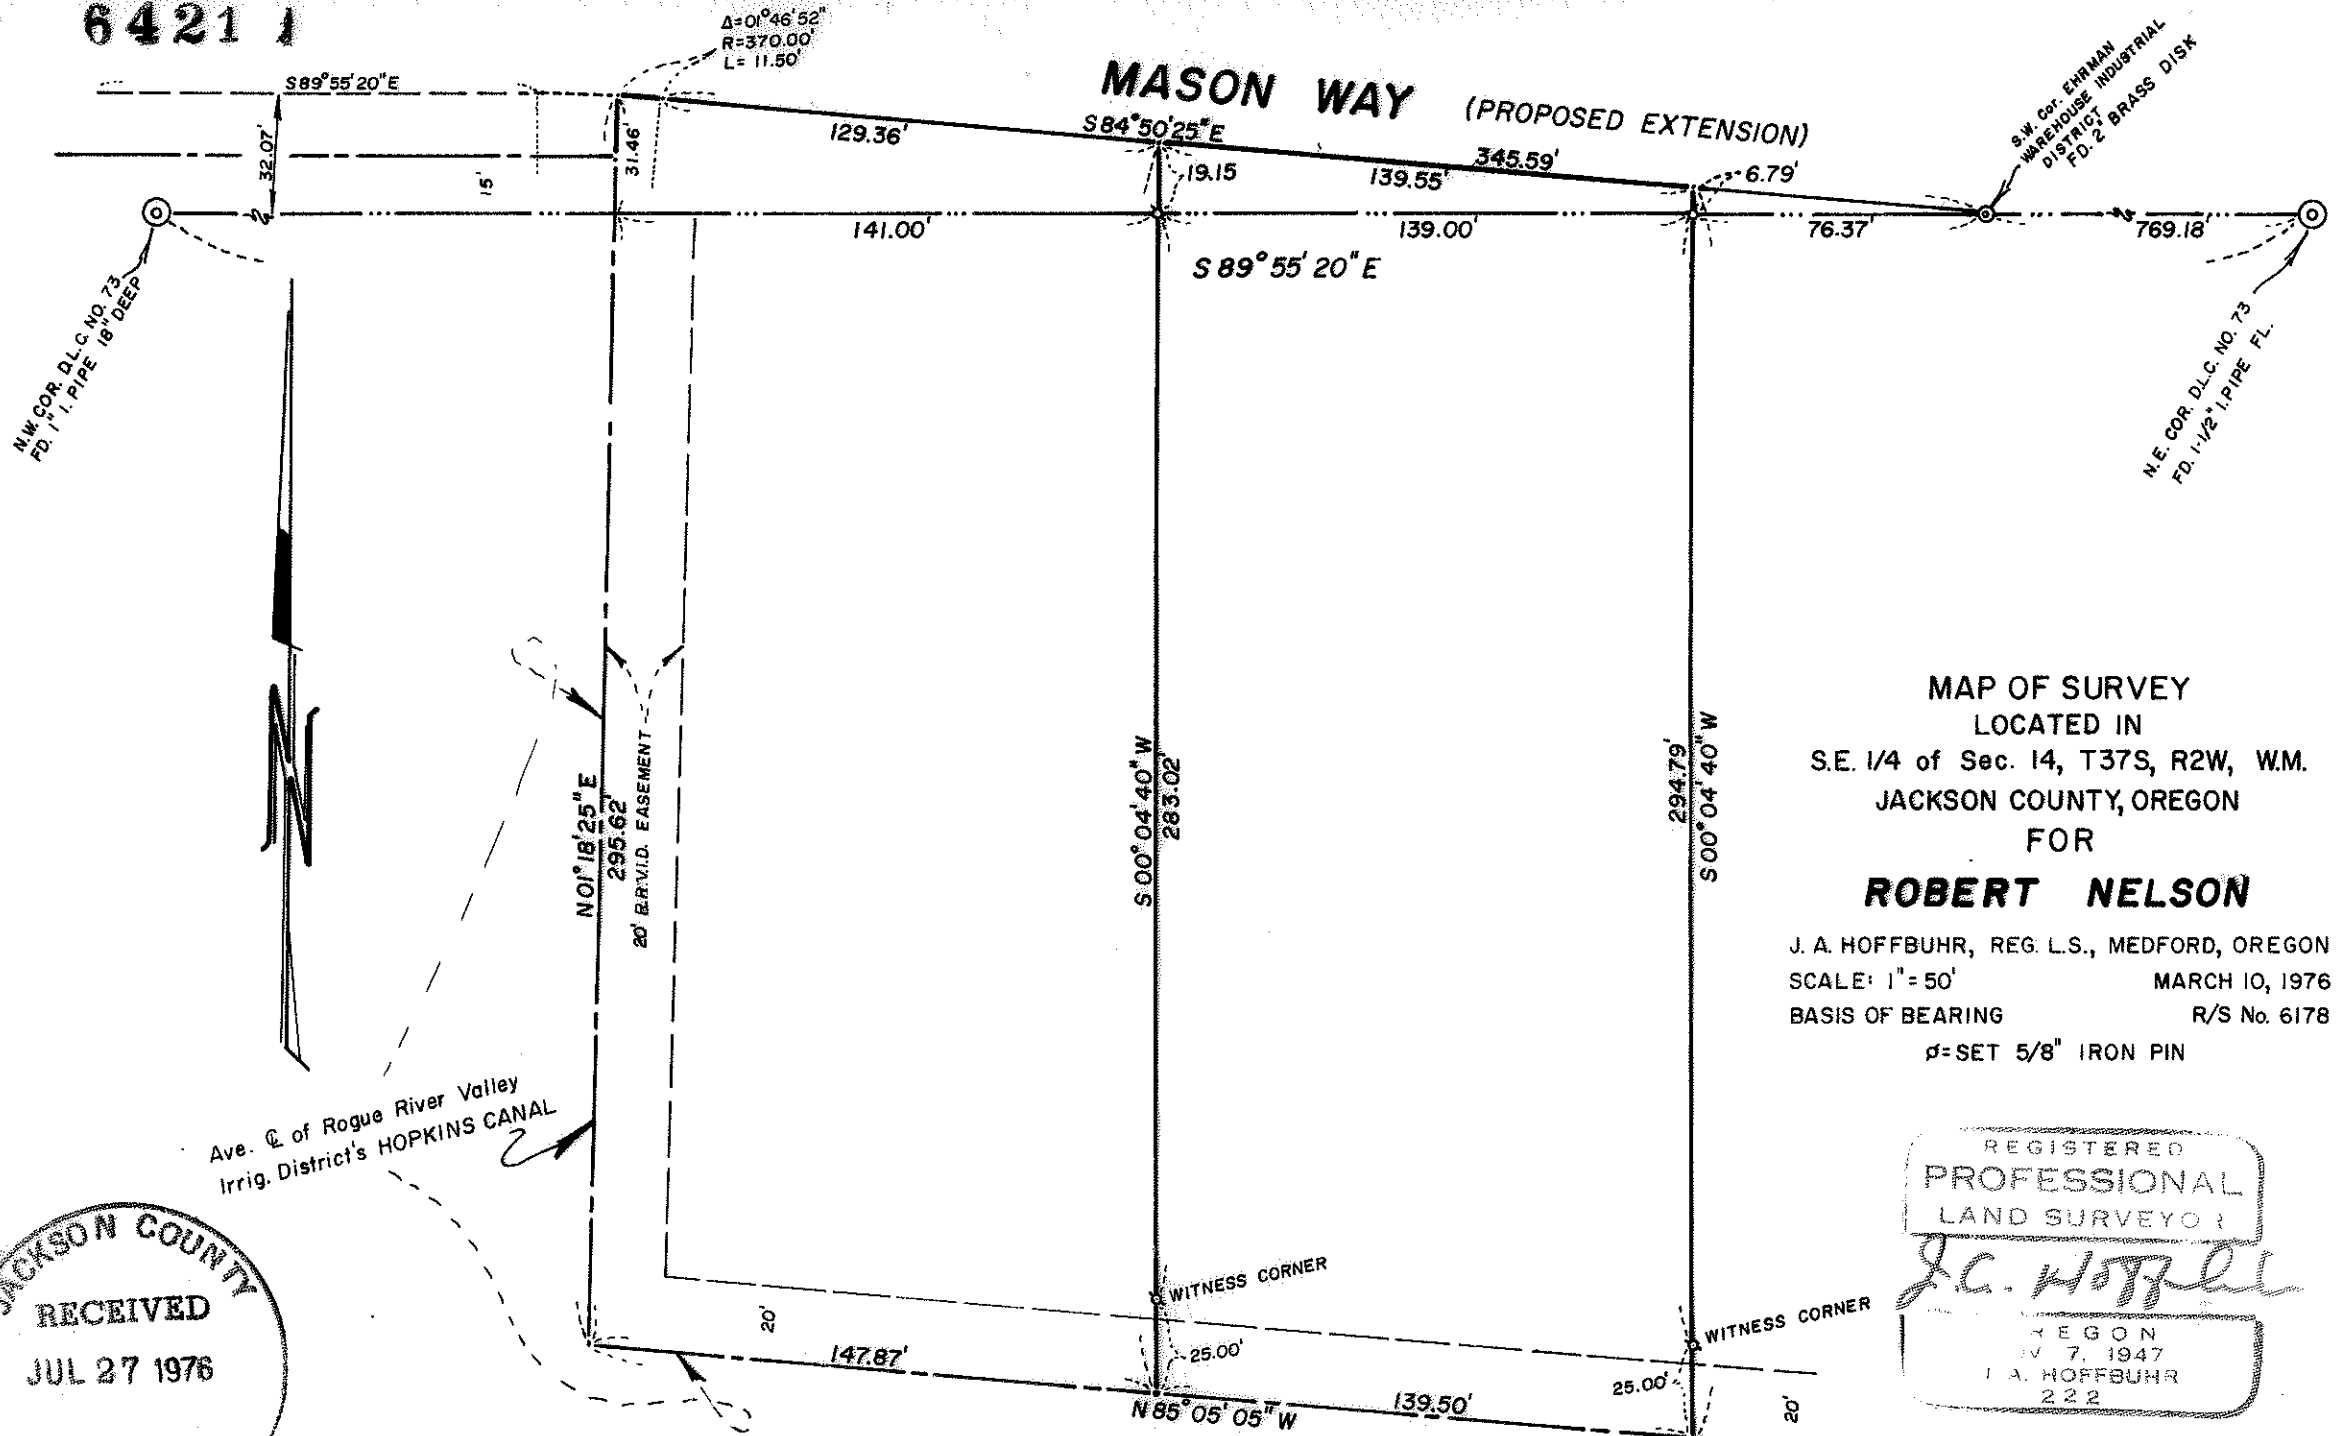 6421
Δ=01°46'52"
R=370.00'
L= 11.50'
S89°55'20"E
MASON WAY (PROPOSED EXTENSION)
S.W. Cor. EHRMAN
WAREHOUSE INDUSTRIAL
DISTRICT
FD. 2" BRASS DISK
32.07'
15'
31.46'
129.36'
S84°50'25"E
345.59'
19.15
139.55'
6.79'
141.00'
139.00'
76.37'
769.18'
S 89°55'20"E
N.W. COR. D.L.C. NO. 73
FD. 1" I. PIPE 18" DEEP
N.E. COR. D.L.C. NO. 73
FD. 1-1/2" I.PIPE FL.
N
N 01°18'25"E
295.62'
20' R.R.V.I.D. EASEMENT
S 00°04'40"W
283.02'
294.79'
S 00°04'40"W
MAP OF SURVEY
LOCATED IN
S.E. 1/4 of Sec. 14, T37S, R2W, W.M.
JACKSON COUNTY, OREGON
FOR
ROBERT NELSON
J. A. HOFFBUHR, REG. L.S., MEDFORD, OREGON
SCALE: 1"=50' MARCH 10, 1976
BASIS OF BEARING R/S No. 6178
ø=SET 5/8" IRON PIN
Ave. ℄ of Rogue River Valley
Irrig. District's HOPKINS CANAL
JACKSON COUNTY
RECEIVED
JUL 27 1976
WITNESS CORNER
WITNESS CORNER
20'
147.87'
25.00'
N 85°05'05"W
139.50'
25.00'
20'
REGISTERED
PROFESSIONAL
LAND SURVEYOR
7, 1947
A. HOFFBUHR
222